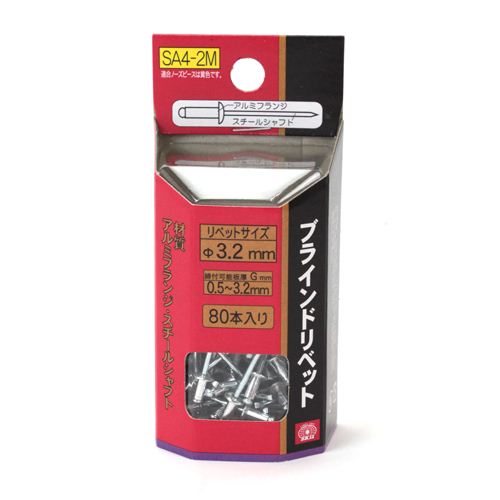 SA4-2M
適合ノーズピースは黄色です。
アルミフランジ
スチールシャフト
ブラインドリベット
リベットサイズ
Φ3.2mm
締付可能板厚 G mm
0.5~3.2mm
80本入り
材質
アルミフランジ・スチールシャフト
SK11